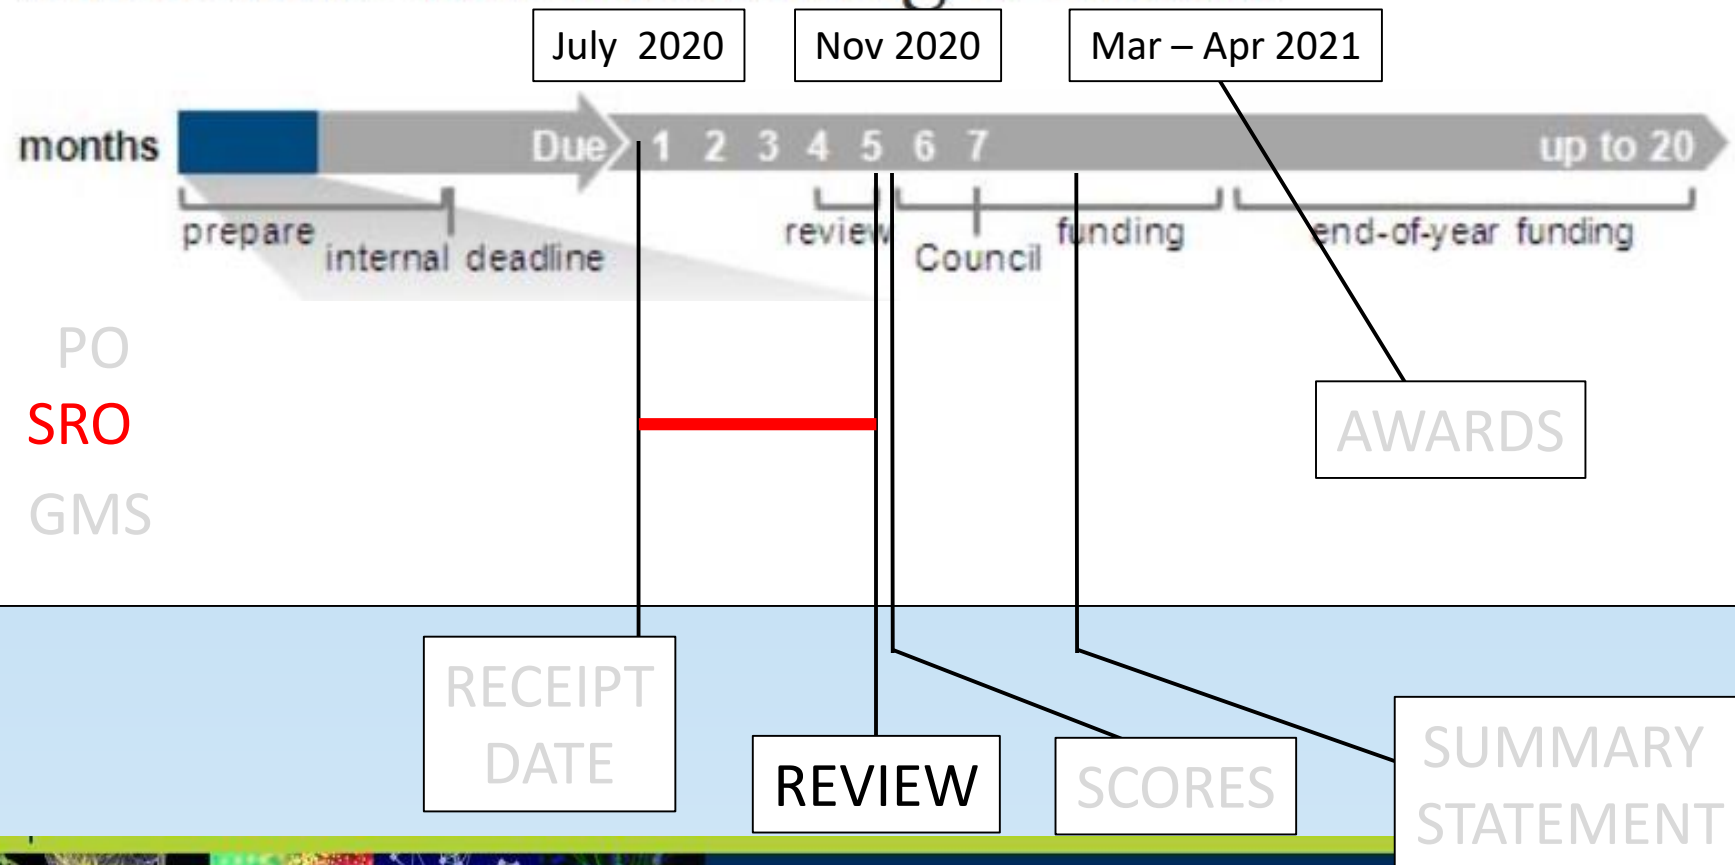 July 2020
Nov 2020
Mar – Apr 2021
months
Due 1 2 3 4 5 6 7 up to 20
prepare
internal deadline
review
Council
funding
end-of-year funding
PO
SRO
GMS
AWARDS
RECEIPT
DATE
REVIEW
SCORES
SUMMARY
STATEMENT